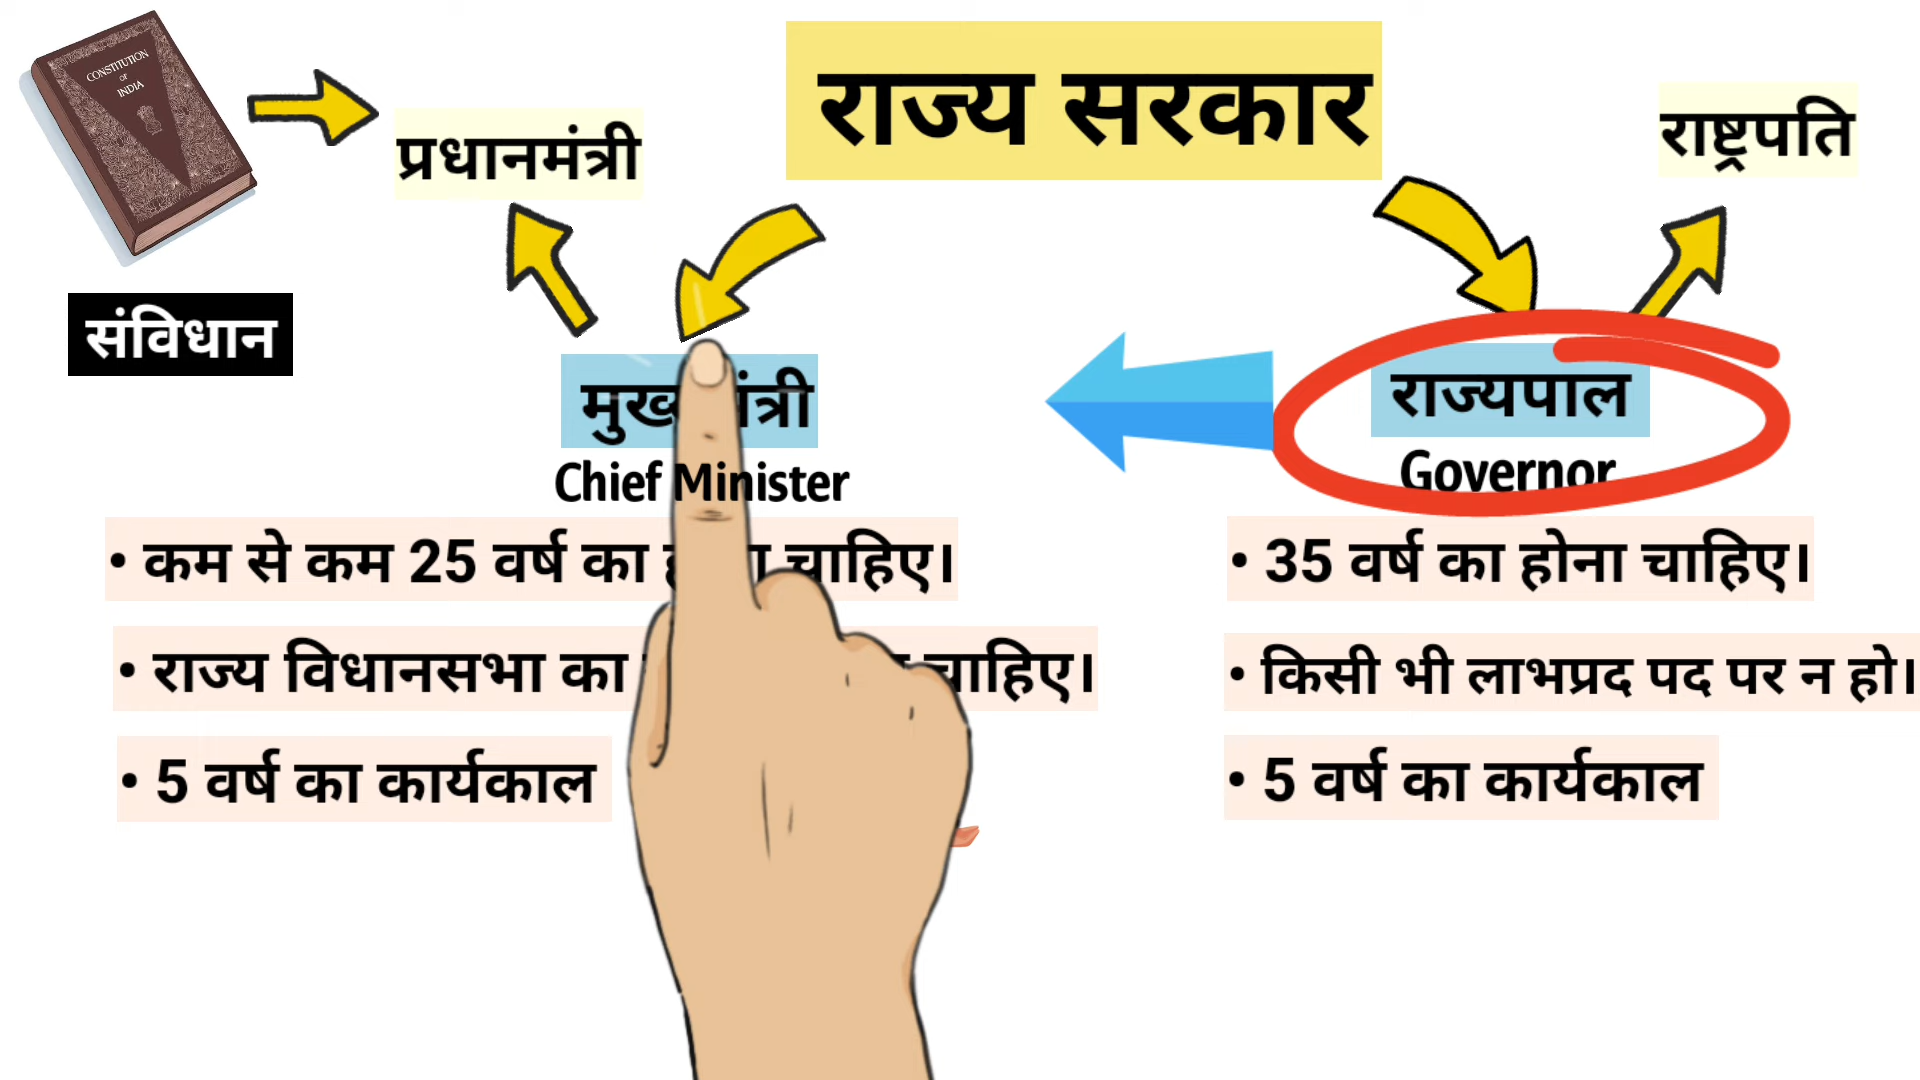 CONSTITUTION
OF
INDIA
राज्य सरकार
प्रधानमंत्री
राष्ट्रपति
संविधान
राज्यपाल
Chief Minister
Governor
• कम से कम 25 वर्ष का चाहिए।
• 35 वर्ष का होना चाहिए।
• राज्य विधानसभा का चाहिए।
• किसी भी लाभप्रद पद पर न हो।
• 5 वर्ष का कार्यकाल
• 5 वर्ष का कार्यकाल